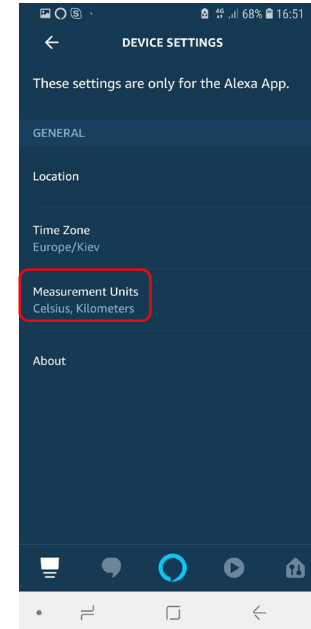 68% 16:51
DEVICE SETTINGS
These settings are only for the Alexa App.
GENERAL
Location
Time Zone
Europe/Kiev
Measurement Units
Celsius, Kilometers
About